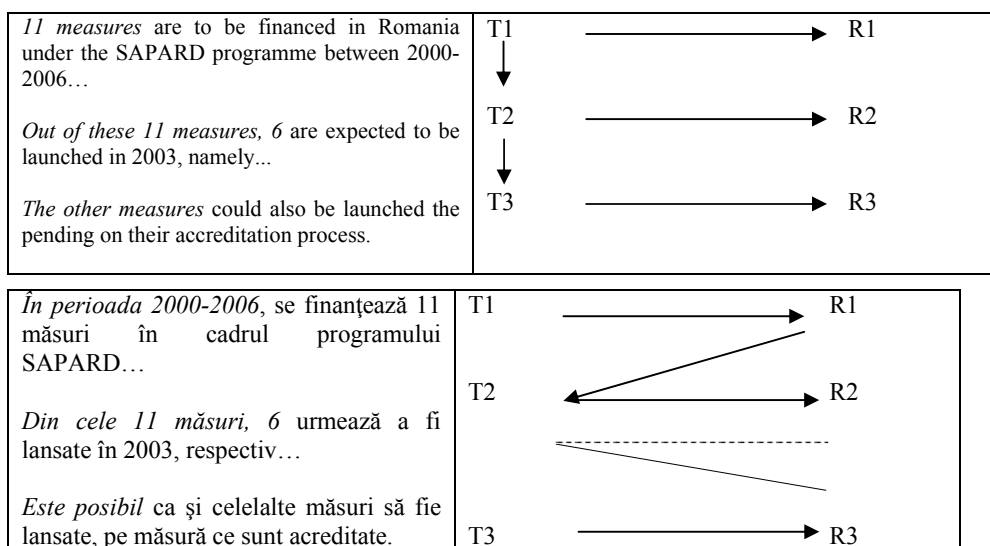 11 measures are to be financed in Romania
under the SAPARD programme between 2000-
2006…
Out of these 11 measures, 6 are expected to be
launched in 2003, namely...
The other measures could also be launched the
pending on their accreditation process.
T1 R1
T2 R2
T3 R3
În perioada 2000-2006, se finanţează 11
măsuri în cadrul programului
SAPARD…
Din cele 11 măsuri, 6 urmează a fi
lansate în 2003, respectiv…
Este posibil ca şi celelalte măsuri să fie
lansate, pe măsură ce sunt acreditate.
T1 R1
T2 R2
T3 R3